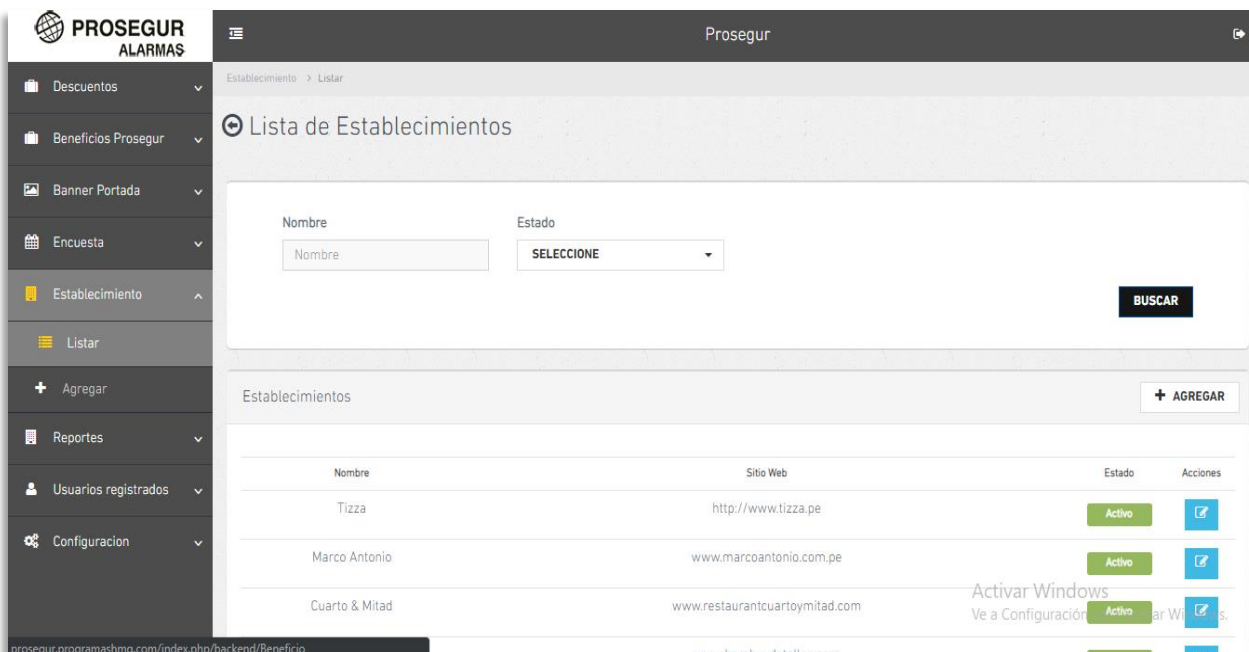 PROSEGUR
ALARMAS
Prosegur
Descuentos
Beneficios Prosegur
Banner Portada
Encuesta
Establecimiento
Listar
Agregar
Reportes
Usuarios registrados
Configuracion
Establecimiento > Listar
Lista de Establecimientos
Nombre
Estado
Nombre
SELECCIONE
BUSCAR
Establecimientos
+ AGREGAR
Nombre Sitio Web Estado Acciones
Tizza http://www.tizza.pe Activo
Marco Antonio www.marcoantonio.com.pe Activo
Cuarto & Mitad www.restaurantcuartoymitad.com Activo
Activar Windows
Ve a Configuración
prosegur.programashmg.com/index.php/backend/Beneficio